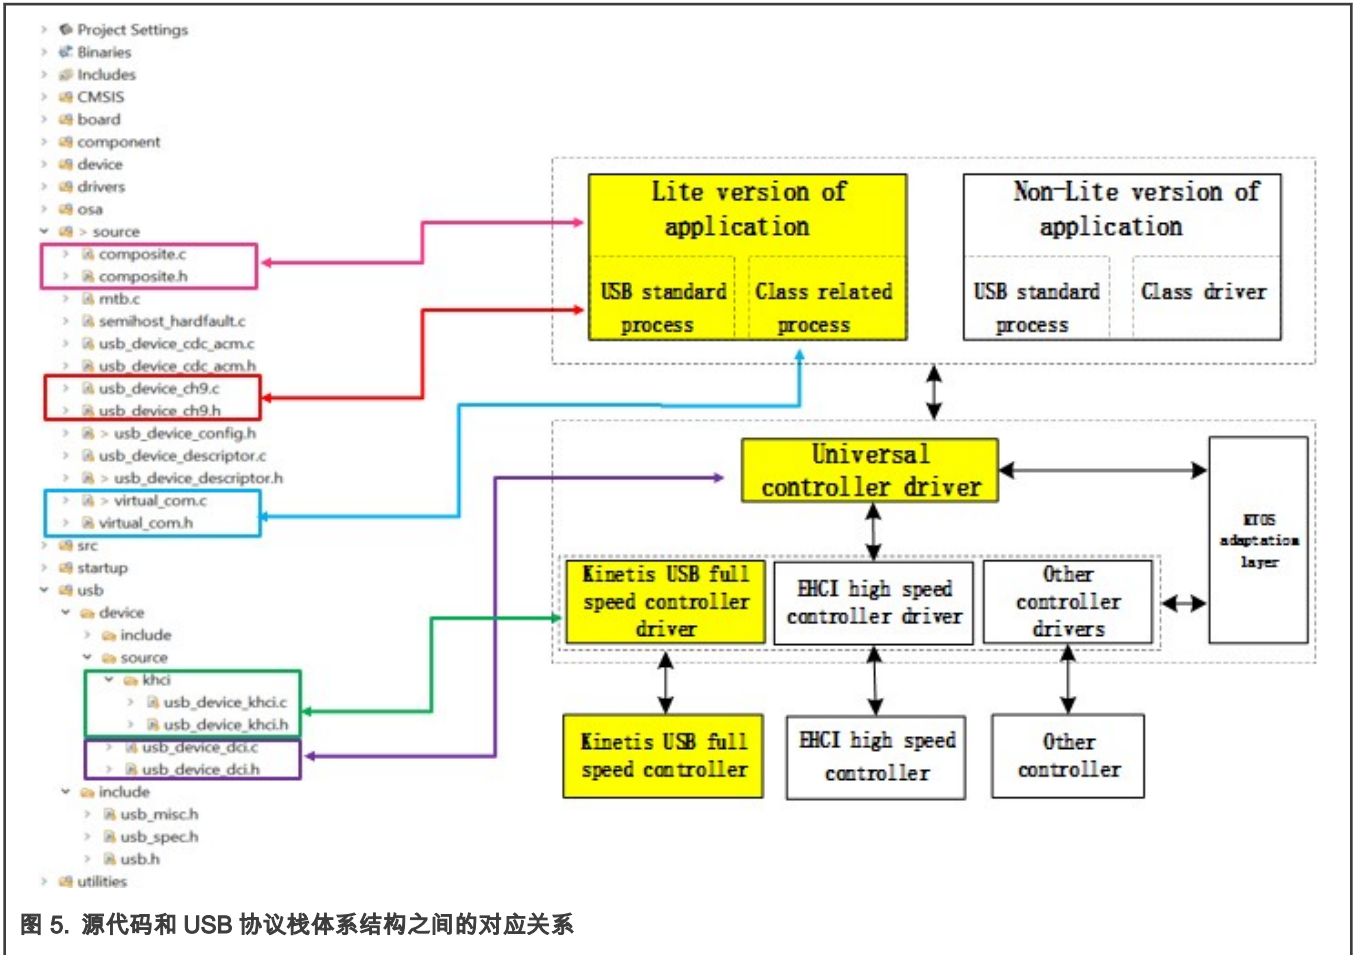 Project Settings
Binaries
Includes
CMSIS
board
component
device
drivers
osa
> source
composite.c
composite.h
mtb.c
semihost_hardfault.c
usb_device_cdc_acm.c
usb_device_cdc_acm.h
usb_device_ch9.c
usb_device_ch9.h
> usb_device_config.h
usb_device_descriptor.c
> usb_device_descriptor.h
> virtual_com.c
virtual_com.h
src
startup
usb
device
include
source
khci
usb_device_khci.c
usb_device_khci.h
usb_device_dci.c
usb_device_dci.h
include
usb_misc.h
usb_spec.h
usb.h
utilities
Lite version of
application
USB standard
process
Class related
process
Non-Lite version of
application
USB standard
process
Class driver
Universal
controller driver
RTOS
adaptation
layer
Kinetis USB full
speed controller
driver
EHCI high speed
controller driver
Other
controller
drivers
Kinetis USB full
speed controller
EHCI high speed
controller
Other
controller
图 5. 源代码和 USB 协议栈体系结构之间的对应关系